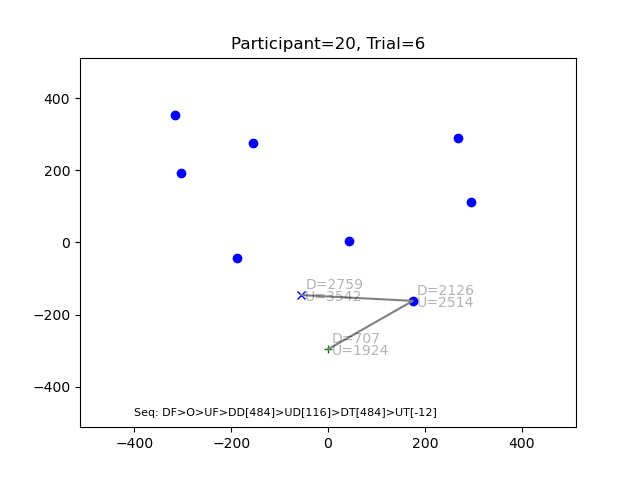 Participant=20, Trial=6
400
200
0
−200
−400
D=2759
U=3542
D=2126
U=2514
D=707
U=1924
Seq: DF>O>UF>DD[484]>UD[116]>DT[484]>UT[-12]
−400
−200
0
200
400